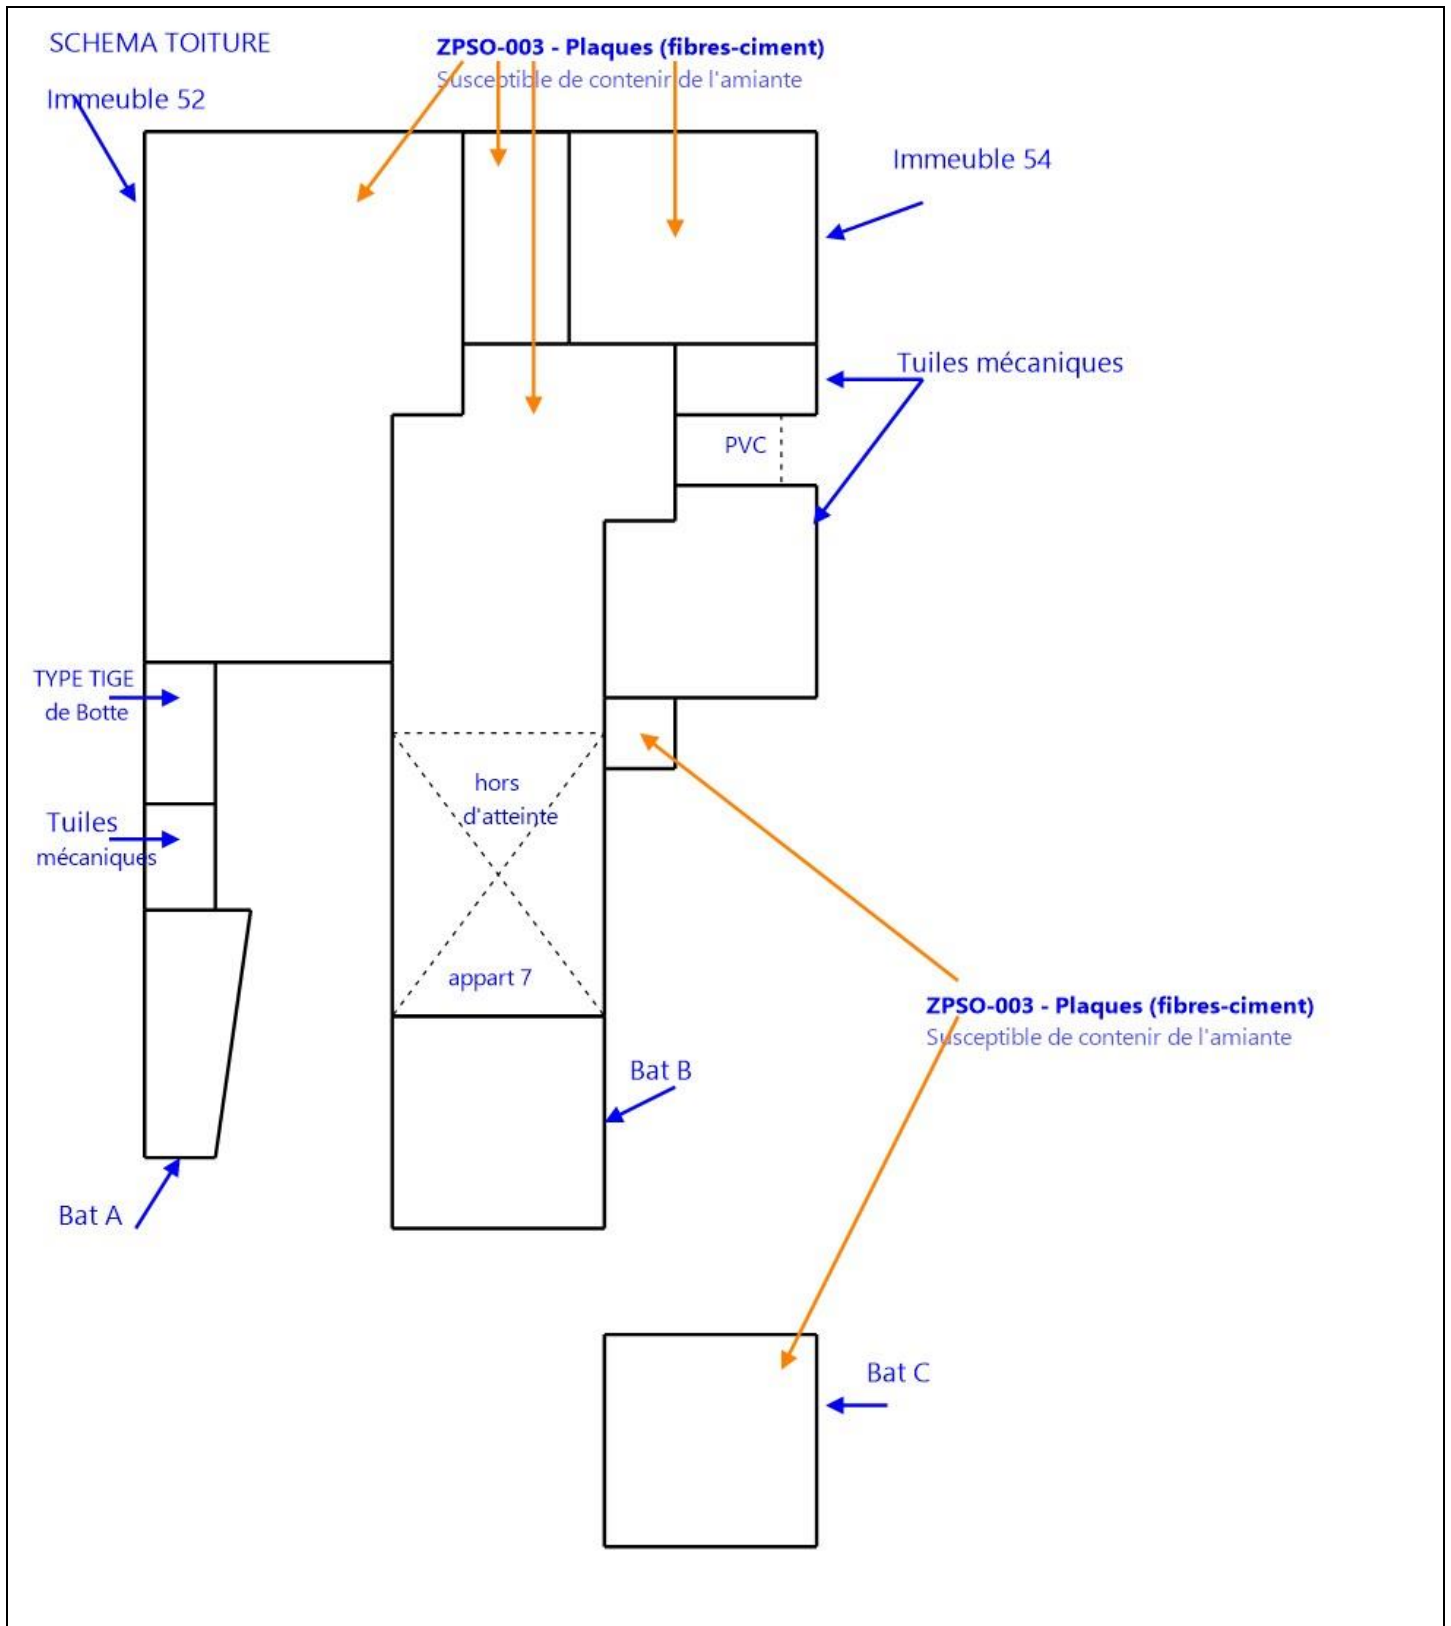 SCHEMA TOITURE
ZPSO-003 - Plaques (fibres-ciment)
Susceptible de contenir de l'amiante
Immeuble 52
Immeuble 54
Tuiles mécaniques
PVC
TYPE TIGE
de Botte
hors
d'atteinte
Tuiles
mécaniques
appart 7
ZPSO-003 - Plaques (fibres-ciment)
Susceptible de contenir de l'amiante
Bat B
Bat A
Bat C